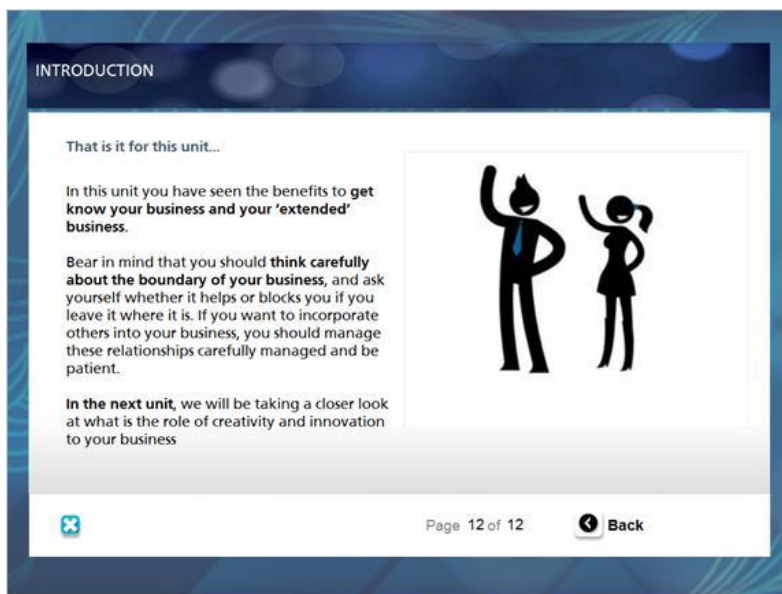 INTRODUCTION
That is it for this unit...
In this unit you have seen the benefits to get
know your business and your ‘extended’
business.
Bear in mind that you should think carefully
about the boundary of your business, and ask
yourself whether it helps or blocks you if you
leave it where it is. If you want to incorporate
others into your business, you should manage
these relationships carefully managed and be
patient.
In the next unit, we will be taking a closer look
at what is the role of creativity and innovation
to your business
Page 12 of 12
Back